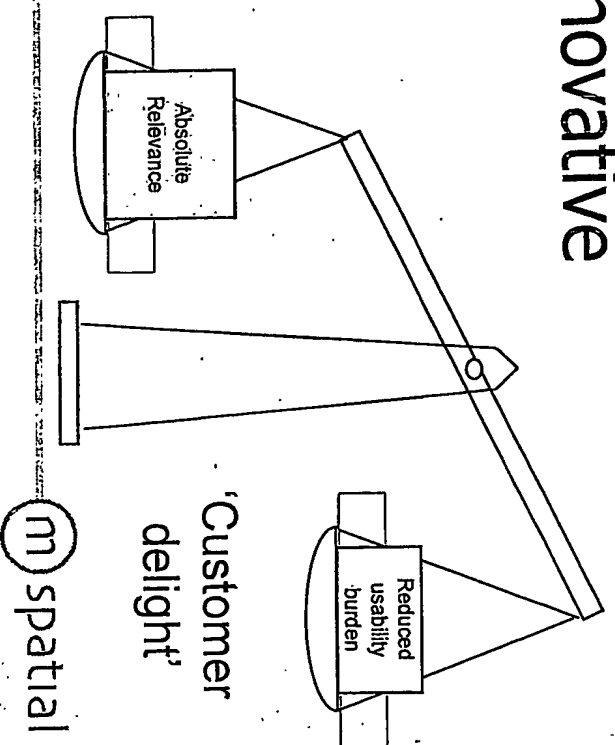 novative
Absolute
Relevance
Reduced
usability
burden
'Customer
delight'
m spatial